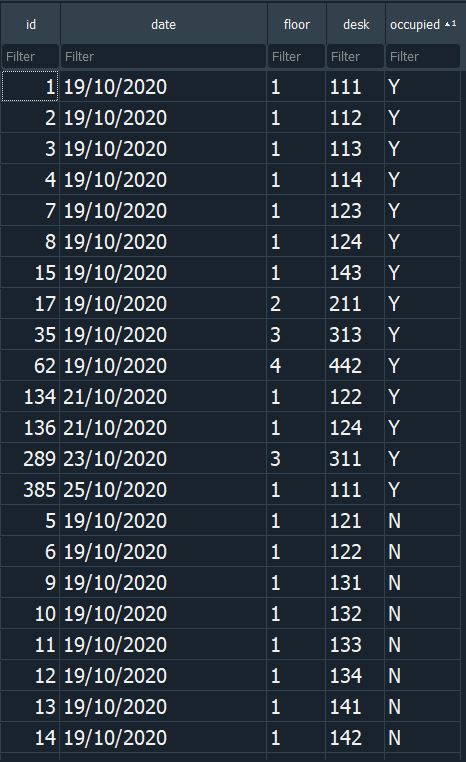 id date floor desk occupied ▲1
Filter Filter Filter Filter Filter
1 19/10/2020 1 111 Y
2 19/10/2020 1 112 Y
3 19/10/2020 1 113 Y
4 19/10/2020 1 114 Y
7 19/10/2020 1 123 Y
8 19/10/2020 1 124 Y
15 19/10/2020 1 143 Y
17 19/10/2020 2 211 Y
35 19/10/2020 3 313 Y
62 19/10/2020 4 442 Y
134 21/10/2020 1 122 Y
136 21/10/2020 1 124 Y
289 23/10/2020 3 311 Y
385 25/10/2020 1 111 Y
5 19/10/2020 1 121 N
6 19/10/2020 1 122 N
9 19/10/2020 1 131 N
10 19/10/2020 1 132 N
11 19/10/2020 1 133 N
12 19/10/2020 1 134 N
13 19/10/2020 1 141 N
14 19/10/2020 1 142 N